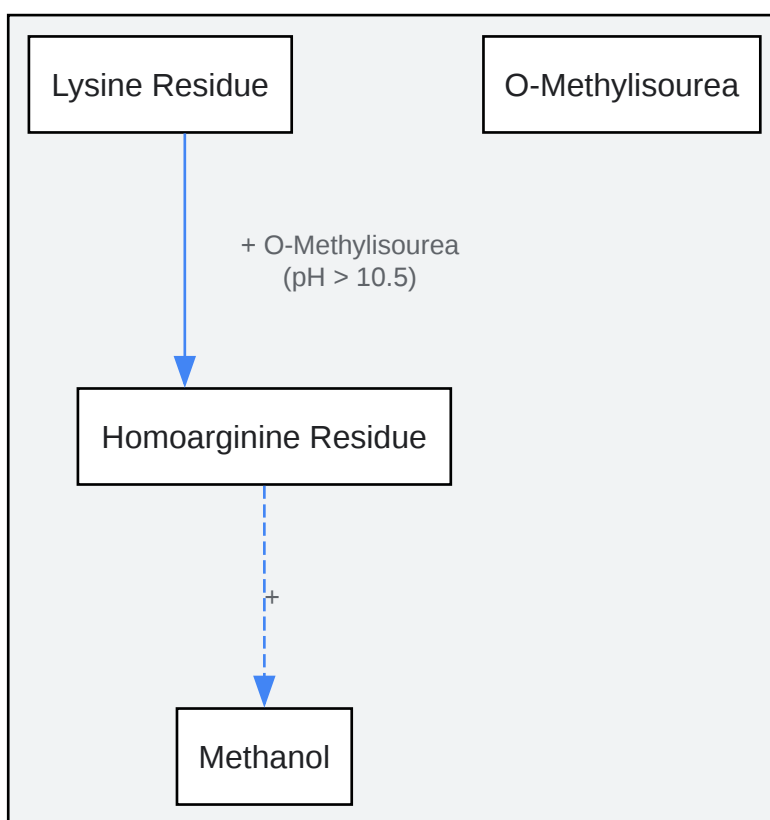 Lysine Residue
O-Methylisourea
+ O-Methylisourea
(pH > 10.5)
Homoarginine Residue
+
Methanol